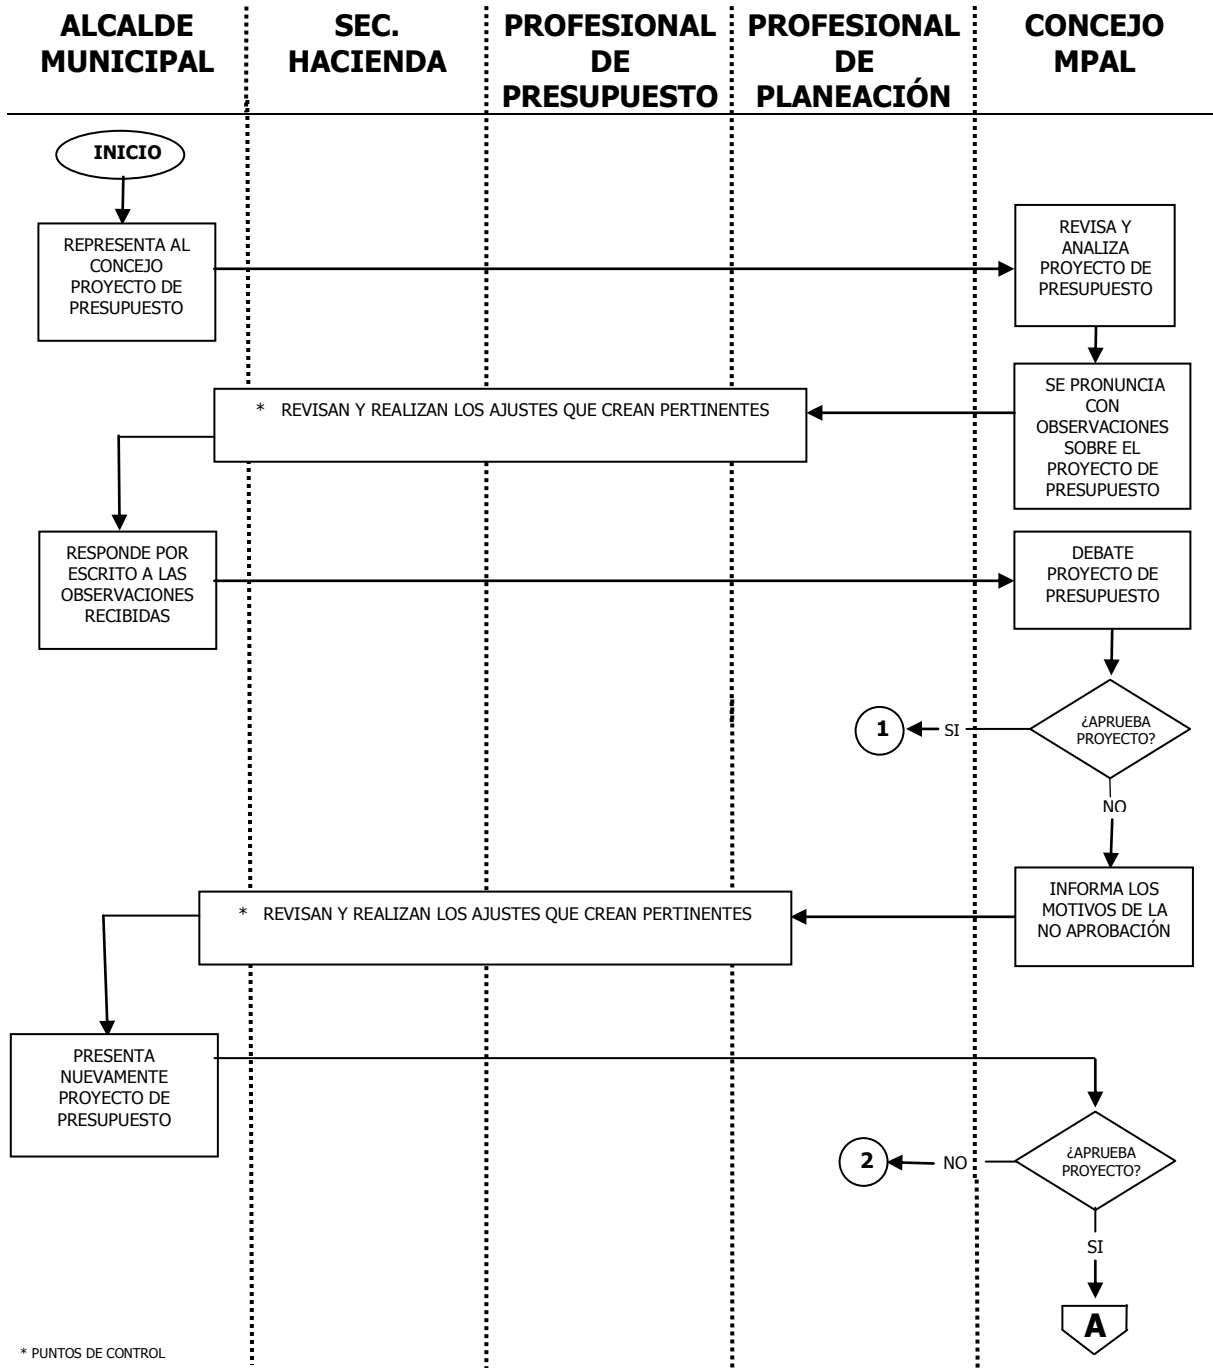 ALCALDE
MUNICIPAL
SEC.
HACIENDA
PROFESIONAL
DE
PRESUPUESTO
PROFESIONAL
DE
PLANEACIÓN
CONCEJO
MPAL
INICIO
REPRESENTA AL
CONCEJO
PROYECTO DE
PRESUPUESTO
REVISA Y
ANALIZA
PROYECTO DE
PRESUPUESTO
SE PRONUNCIA
CON
OBSERVACIONES
SOBRE EL
PROYECTO DE
PRESUPUESTO
* REVISAN Y REALIZAN LOS AJUSTES QUE CREAN PERTINENTES
RESPONDE POR
ESCRITO A LAS
OBSERVACIONES
RECIBIDAS
DEBATE
PROYECTO DE
PRESUPUESTO
¿APRUEBA
PROYECTO?
SI
1
NO
INFORMA LOS
MOTIVOS DE LA
NO APROBACIÓN
* REVISAN Y REALIZAN LOS AJUSTES QUE CREAN PERTINENTES
PRESENTA
NUEVAMENTE
PROYECTO DE
PRESUPUESTO
¿APRUEBA
PROYECTO?
NO
2
SI
A
* PUNTOS DE CONTROL